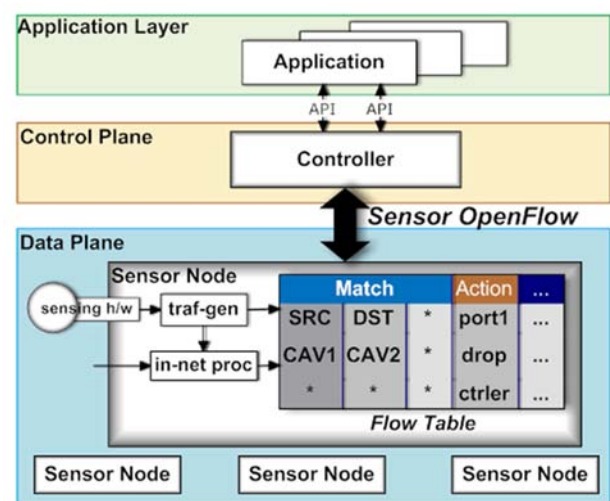 Application Layer
Application
API API
Control Plane
Controller
Sensor OpenFlow
Data Plane
Sensor Node
sensing h/w
traf-gen
in-net proc
Match Action ...
SRC DST * port1 ...
CAV1 CAV2 * drop ...
* * * ctrler ...
Flow Table
Sensor Node Sensor Node Sensor Node